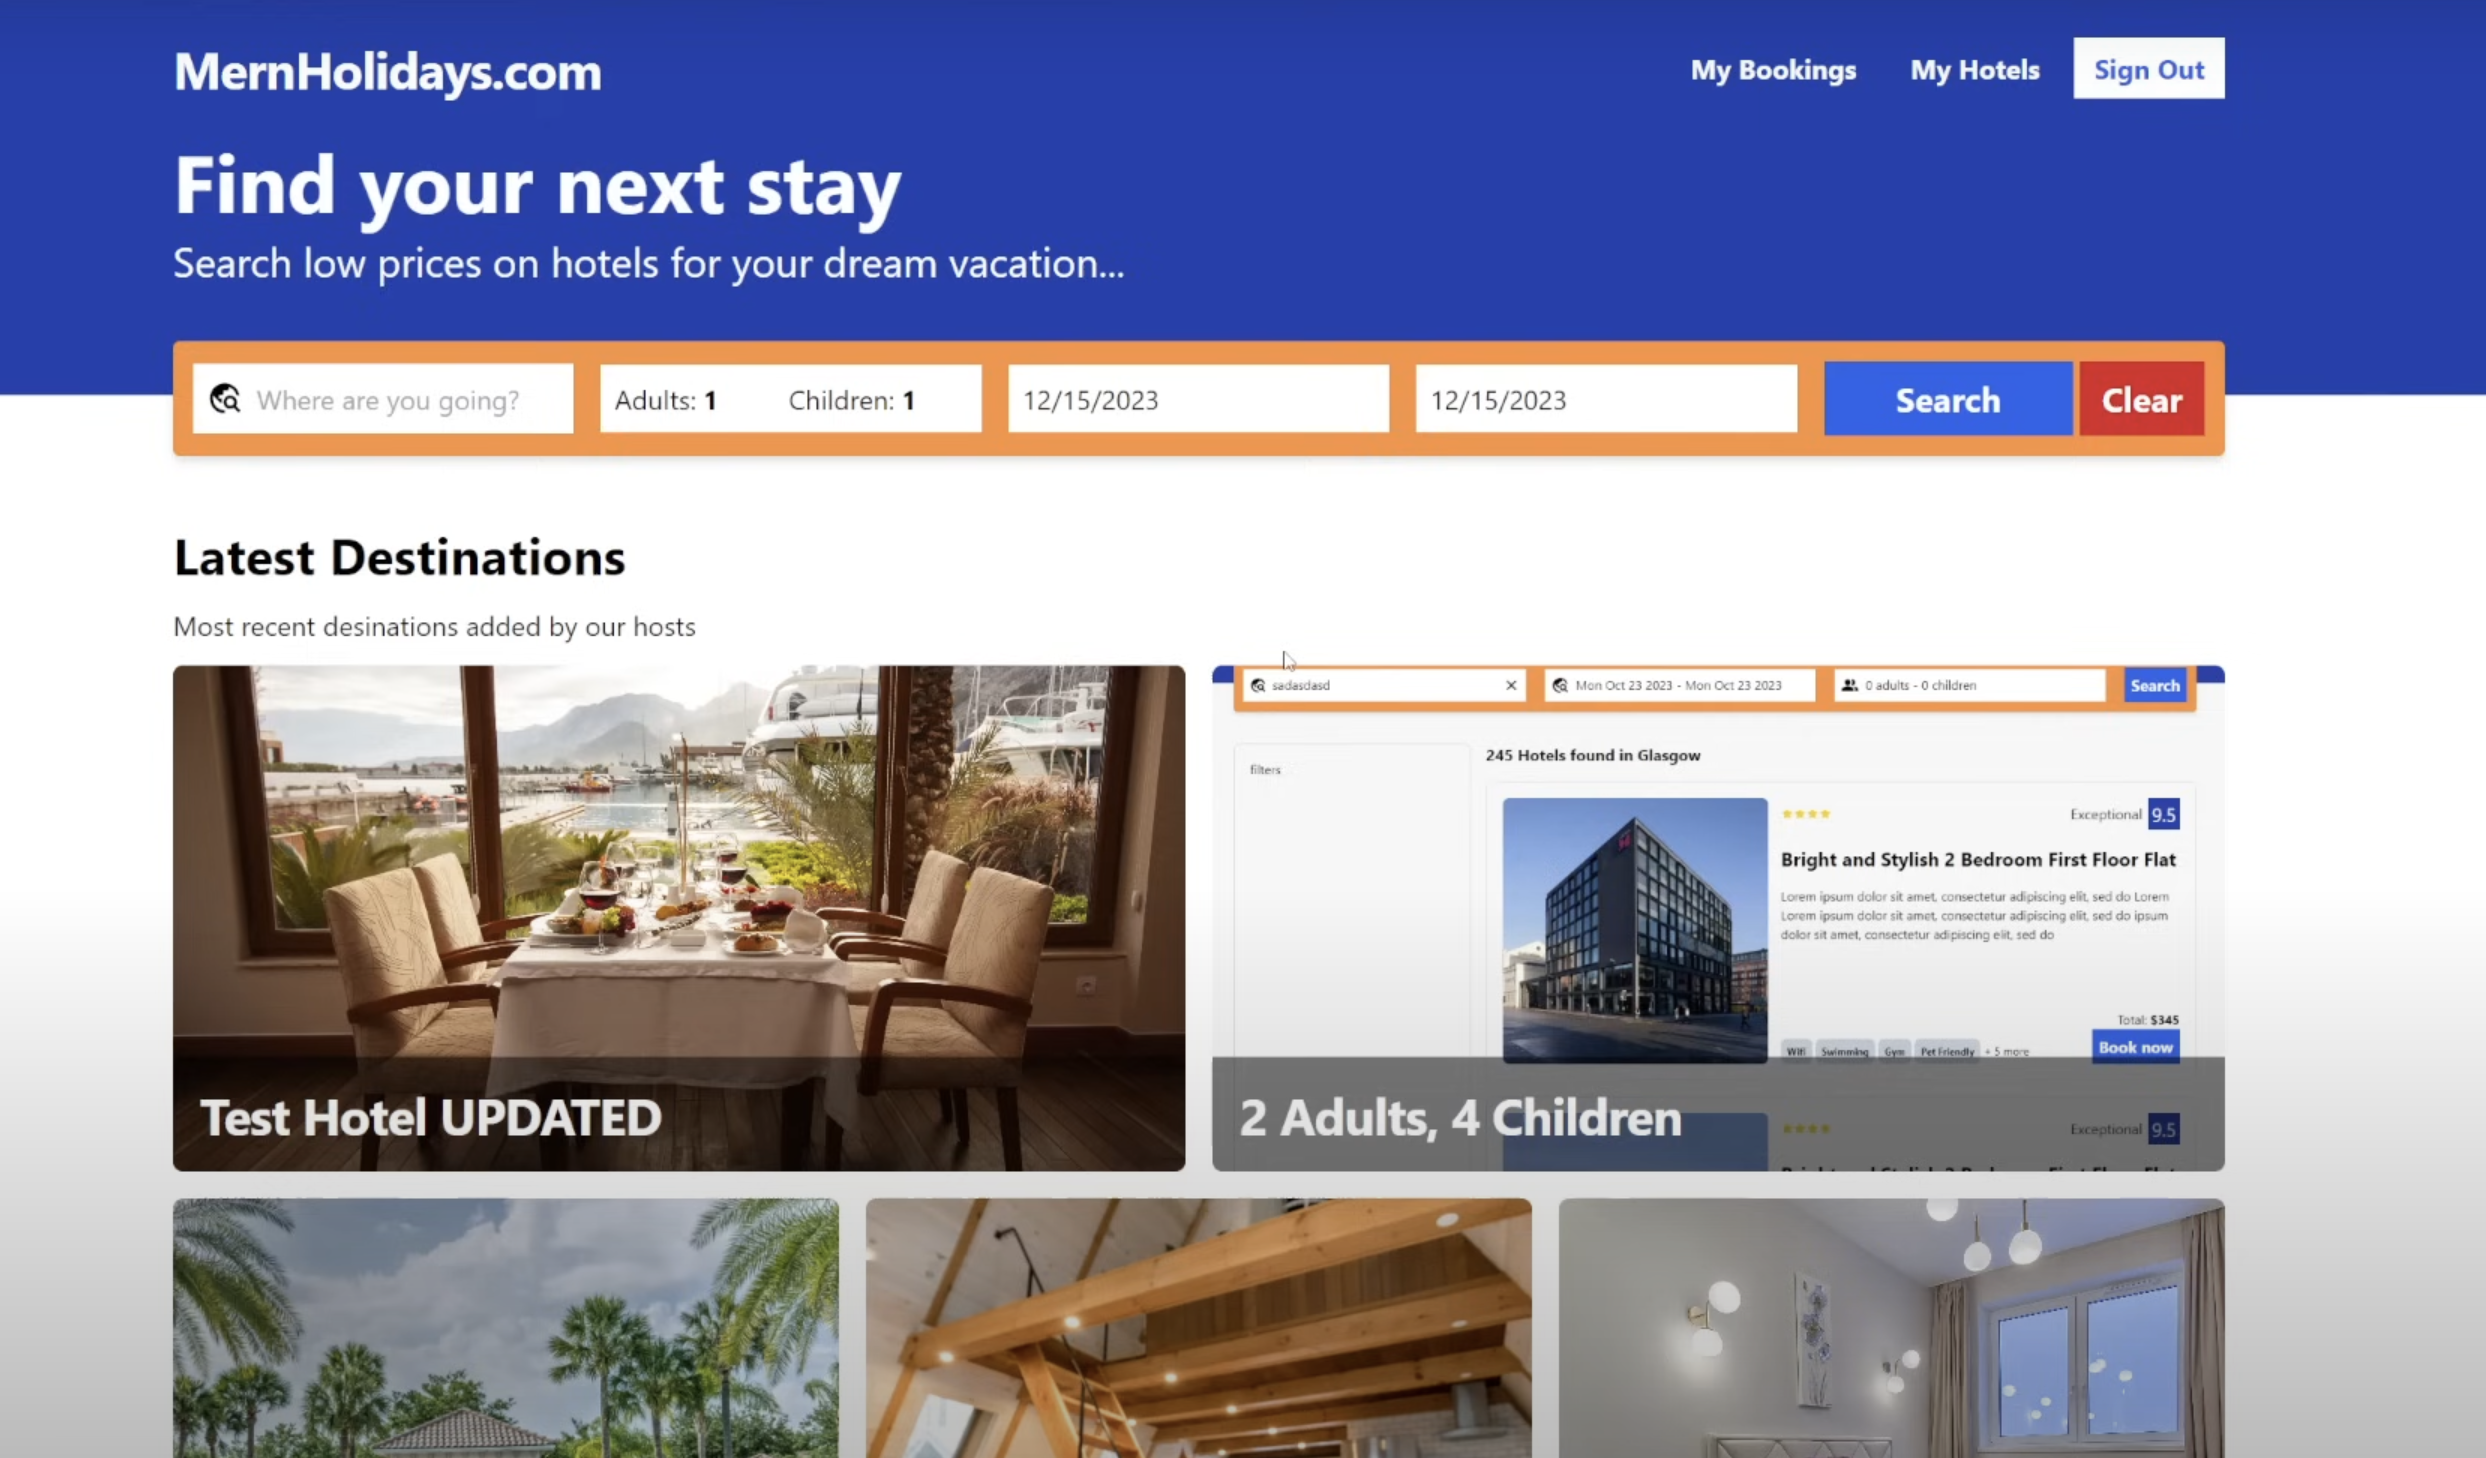 MernHolidays.com
My Bookings My Hotels Sign Out
Find your next stay
Search low prices on hotels for your dream vacation...
Where are you going? Adults: 1 Children: 1 12/15/2023 12/15/2023 Search Clear
Latest Destinations
Most recent desinations added by our hosts
Test Hotel UPDATED
sadasdasd Mon Oct 23 2023 - Mon Oct 23 2023 0 adults - 0 children Search
filters
245 Hotels found in Glasgow
Exceptional 9.5
Bright and Stylish 2 Bedroom First Floor Flat
Lorem ipsum dolor sit amet, consectetur adipiscing elit, sed do Lorem
Lorem ipsum dolor sit amet, consectetur adipiscing elit, sed do ipsum
dolor sit amet, consectetur adipiscing elit, sed do
Total: $345
Wifi Swimming Gym Pet Friendly + 5 more Book now
2 Adults, 4 Children
Exceptional 9.5